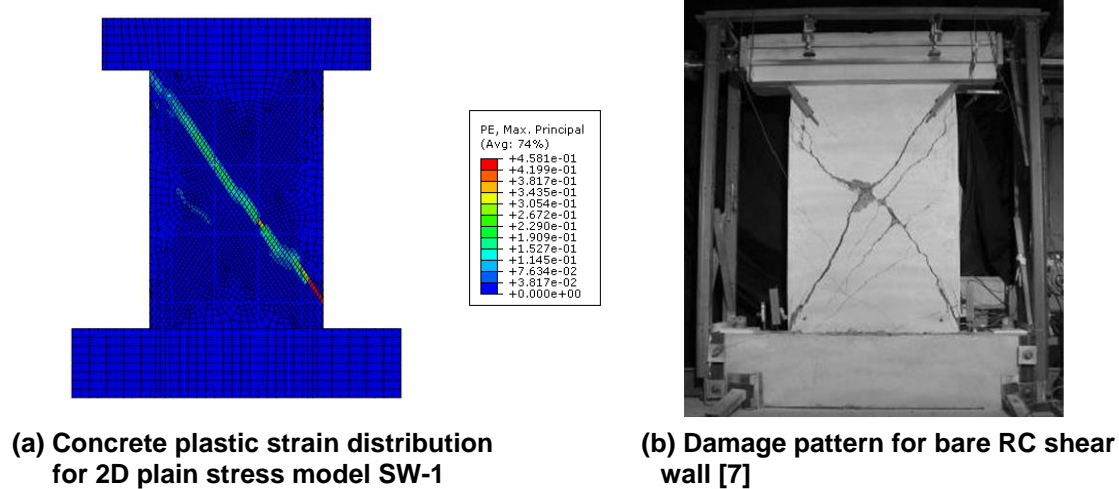 PE, Max. Principal
(Avg: 74%)
+4.581e-01
+4.199e-01
+3.817e-01
+3.435e-01
+3.054e-01
+2.672e-01
+2.290e-01
+1.909e-01
+1.527e-01
+1.145e-01
+7.634e-02
+3.817e-02
+0.000e+00
(a) Concrete plastic strain distribution
for 2D plain stress model SW-1
(b) Damage pattern for bare RC shear
wall [7]